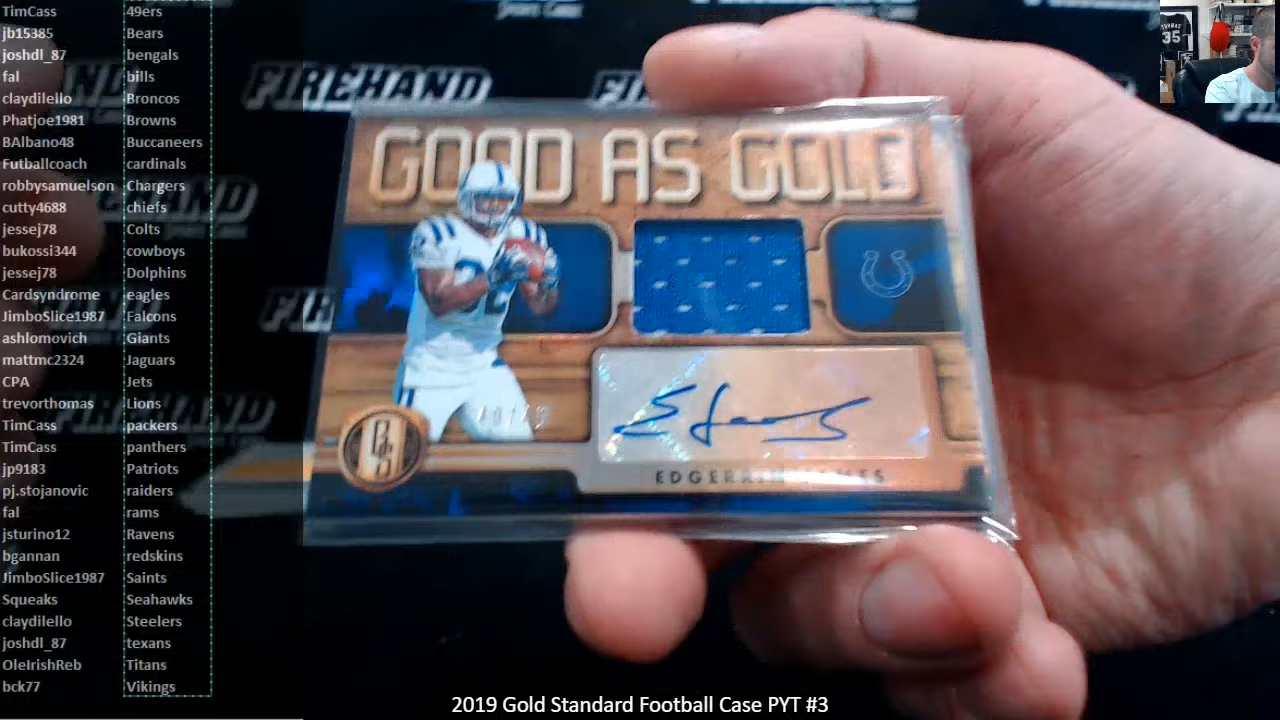 TimCass 49ers
jb15385 Bears
joshdl_87 bengals
fal bills
claydilello Broncos
Phatjoe1981 Browns
BAlbano48 Buccaneers
Futballcoach cardinals
robbysamuelson Chargers
cutty4688 chiefs
jessej78 Colts
bukossi344 cowboys
jessej78 Dolphins
Cardsyndrome eagles
JimboSlice1987 Falcons
ashlomovich Giants
mattmc2324 Jaguars
CPA Jets
trevorthomas Lions
TimCass packers
TimCass panthers
jp9183 Patriots
pj.stojanovic raiders
fal rams
jsturino12 Ravens
bgannan redskins
JimboSlice1987 Saints
Squeaks Seahawks
claydilello Steelers
joshdl_87 texans
OleIrishReb Titans
bck77 Vikings
FIREHAND
GOOD AS GOLD
THOMAS
35
2019 Gold Standard Football Case PYT #3